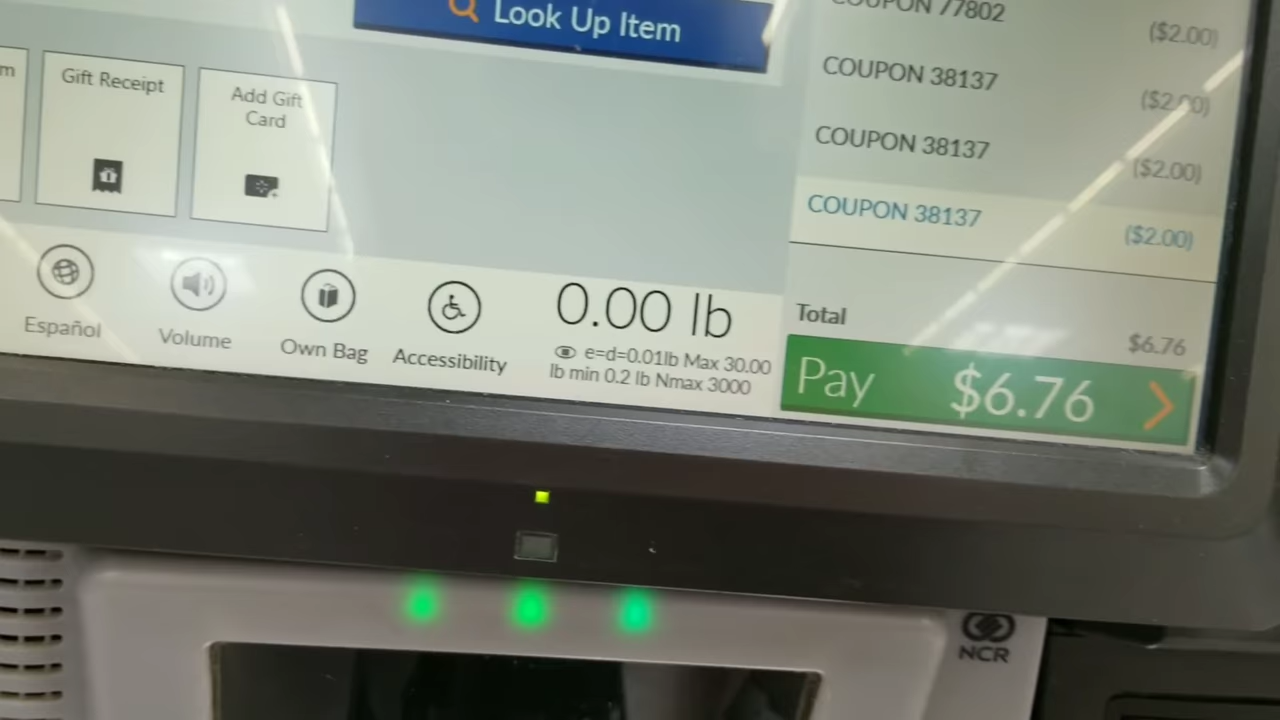 Look Up Item
m
Gift Receipt
Add Gift
Card
Español
Volume
Own Bag
Accessibility
0.00 lb
e=d=0.01lb Max 30.00
lb min 0.2 lb Nmax 3000
COUPON 77802
($2.00)
COUPON 38137
($2.00)
COUPON 38137
($2.00)
COUPON 38137
($2.00)
Total
$6.76
Pay $6.76
NCR